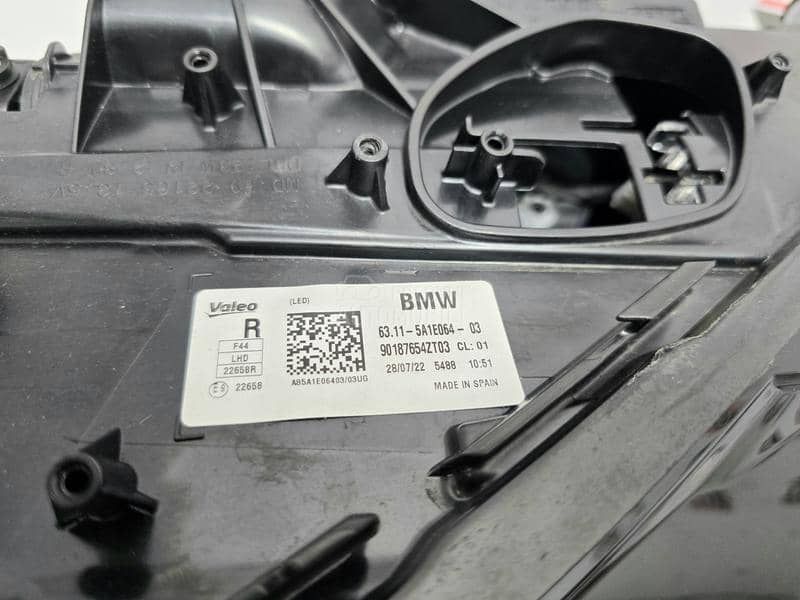 Valeo
(LED)
BMW
R
63.11- 5A1E064- 03
90187654ZT03 CL: 01
F44
LHD
22658R
28/07/22 5488 10:51
22658
AB5A1E06403/03UG
MADE IN SPAIN